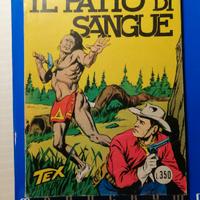 IL PATTO DI
SANGUE
TEX
L. 350